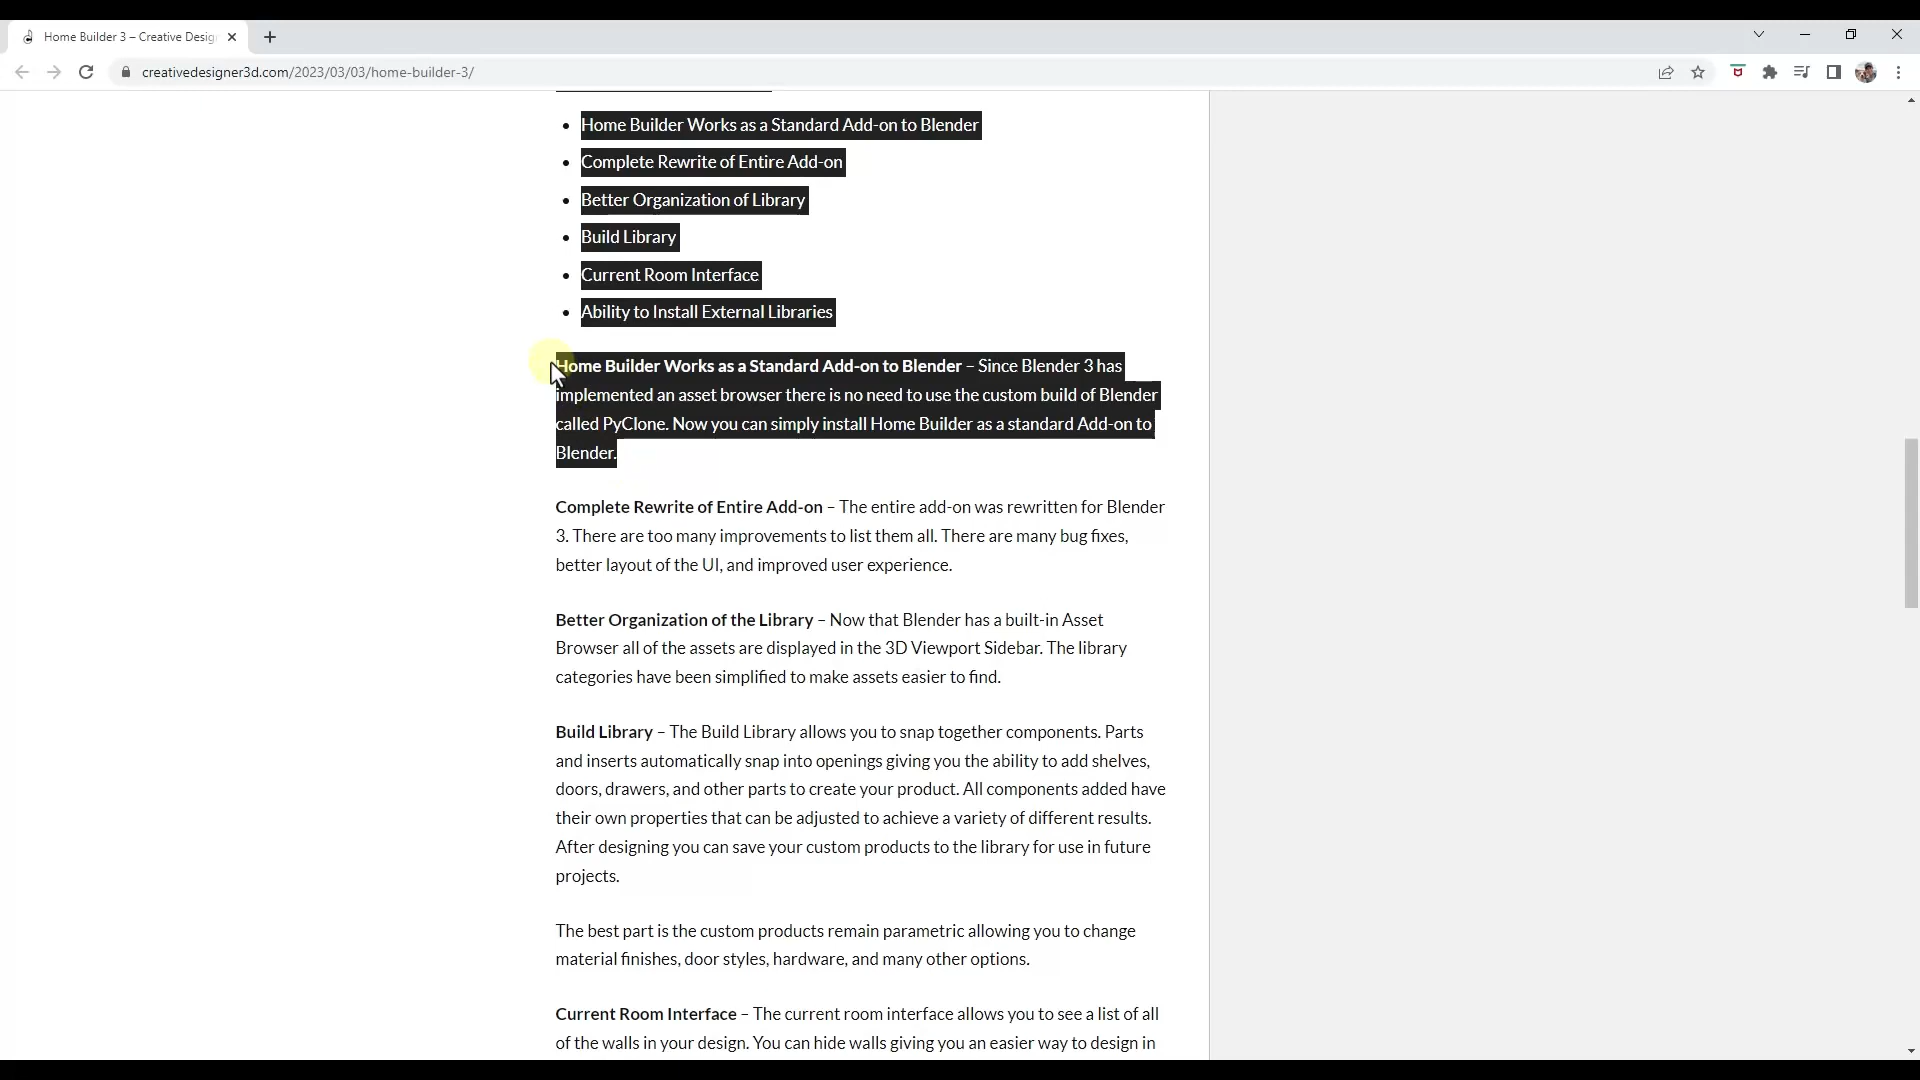 Home Builder 3 – Creative Desig
creativedesigner3d.com/2023/03/03/home-builder-3/
Home Builder Works as a Standard Add-on to Blender
Complete Rewrite of Entire Add-on
Better Organization of Library
Build Library
Current Room Interface
Ability to Install External Libraries
Home Builder Works as a Standard Add-on to Blender – Since Blender 3 has
implemented an asset browser there is no need to use the custom build of Blender
called PyClone. Now you can simply install Home Builder as a standard Add-on to
Blender.
Complete Rewrite of Entire Add-on – The entire add-on was rewritten for Blender
3. There are too many improvements to list them all. There are many bug fixes,
better layout of the UI, and improved user experience.
Better Organization of the Library – Now that Blender has a built-in Asset
Browser all of the assets are displayed in the 3D Viewport Sidebar. The library
categories have been simplified to make assets easier to find.
Build Library – The Build Library allows you to snap together components. Parts
and inserts automatically snap into openings giving you the ability to add shelves,
doors, drawers, and other parts to create your product. All components added have
their own properties that can be adjusted to achieve a variety of different results.
After designing you can save your custom products to the library for use in future
projects.
The best part is the custom products remain parametric allowing you to change
material finishes, door styles, hardware, and many other options.
Current Room Interface – The current room interface allows you to see a list of all
of the walls in your design. You can hide walls giving you an easier way to design in